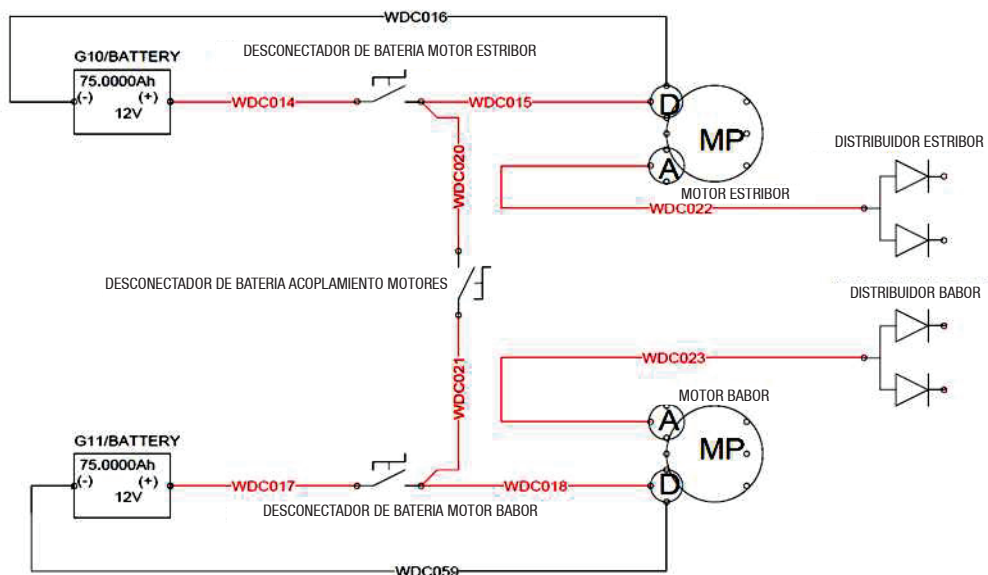 WDC016
G10/BATTERY
DESCONECTADOR DE BATERIA MOTOR ESTRIBOR
75.0000Ah
(-) (+)
12V
WDC014
WDC015
D
MP
A
MOTOR ESTRIBOR
DISTRIBUIDOR ESTRIBOR
WDC020
WDC022
DESCONECTADOR DE BATERIA ACOPLAMIENTO MOTORES
DISTRIBUIDOR BABOR
WDC021
WDC023
MOTOR BABOR
A
MP
D
G11/BATTERY
75.0000Ah
(-) (+)
12V
WDC017
WDC018
DESCONECTADOR DE BATERIA MOTOR BABOR
WDC059